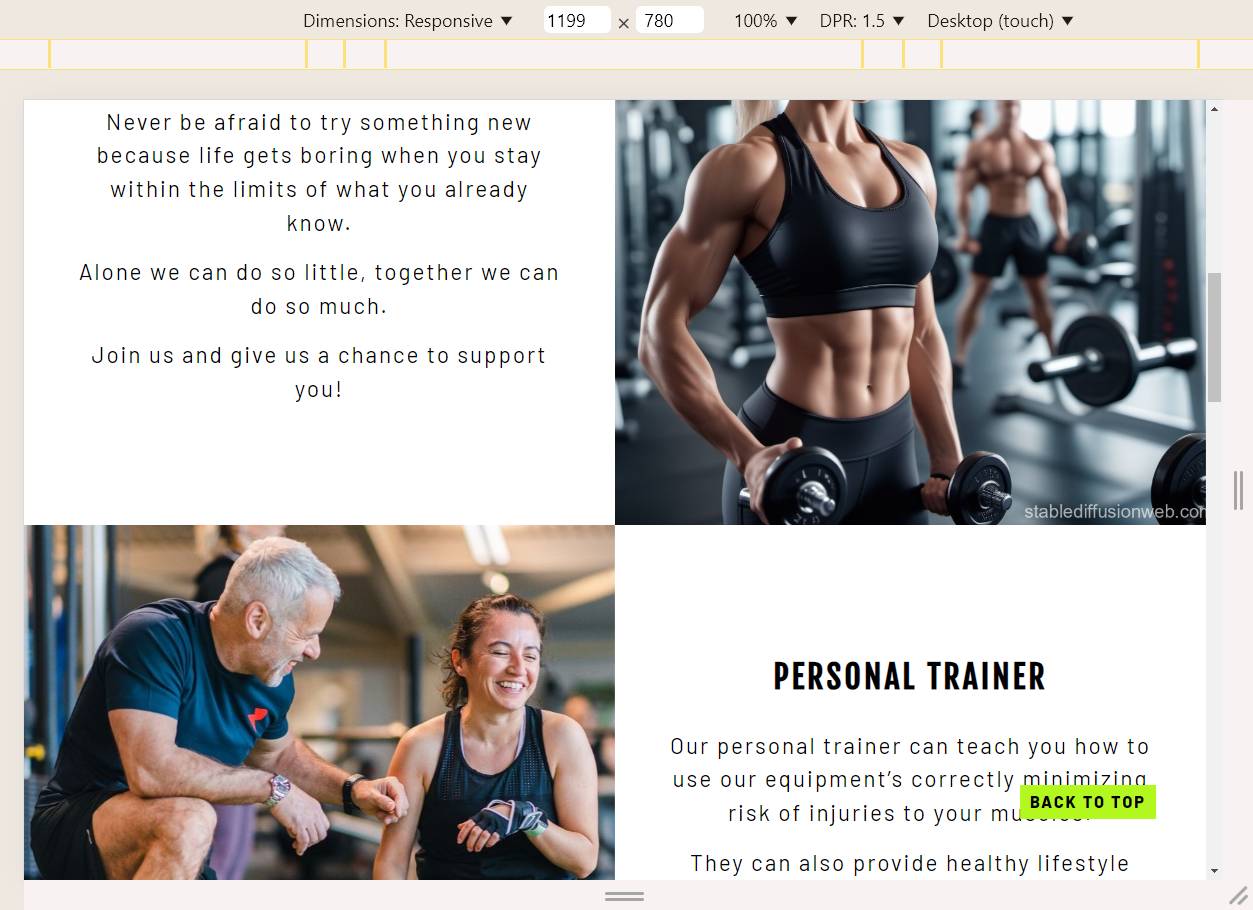 Dimensions: Responsive ▼ 1199 × 780 100% ▼ DPR: 1.5 ▼ Desktop (touch) ▼
Never be afraid to try something new
because life gets boring when you stay
within the limits of what you already
know.
Alone we can do so little, together we can
do so much.
Join us and give us a chance to support
you!
stablediffusionweb.com
PERSONAL TRAINER
Our personal trainer can teach you how to
use our equipment’s correctly minimizing
risk of injuries to your muscles.
BACK TO TOP
They can also provide healthy lifestyle